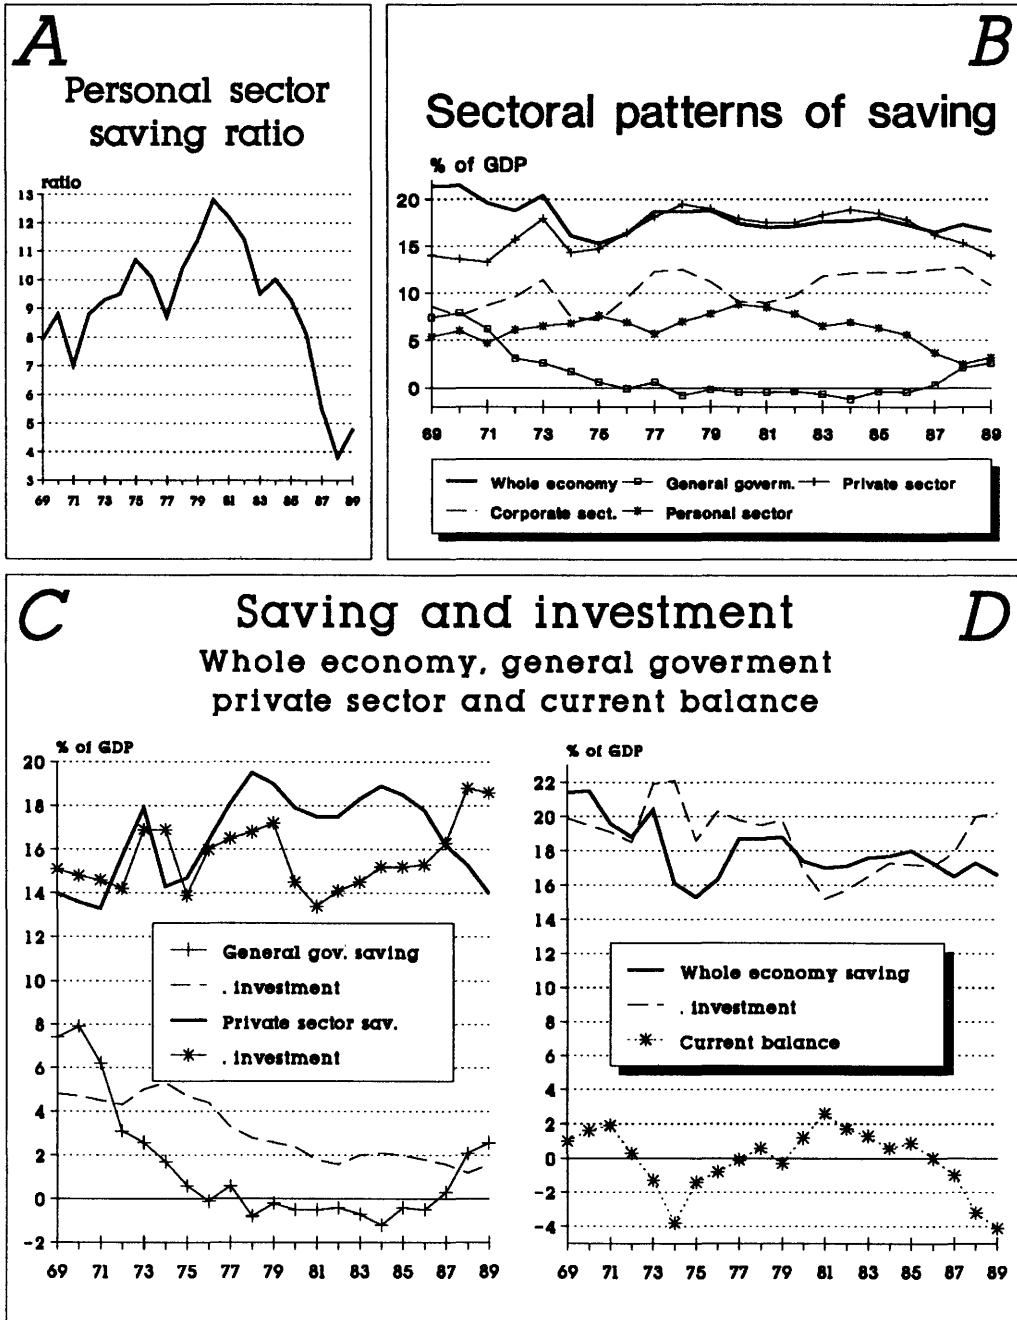 A
Personal sector
saving ratio
ratio
13
12
11
10
9
8
7
6
5
4
3
69 71 73 75 77 79 81 83 85 87 89
B
Sectoral patterns of saving
% of GDP
20
15
10
5
0
69 71 73 75 77 79 81 83 85 87 89
Whole economy General goverm. Private sector
Corporate sect. Personal sector
C
Saving and investment
D
Whole economy, general goverment
private sector and current balance
% of GDP
20
18
16
14
12
10
8
6
4
2
0
-2
69 71 73 75 77 79 81 83 85 87 89
General gov. saving
. investment
Private sector sav.
. investment
% of GDP
22
20
18
16
14
12
10
8
6
4
2
0
-2
-4
69 71 73 75 77 79 81 83 85 87 89
Whole economy saving
. investment
Current balance